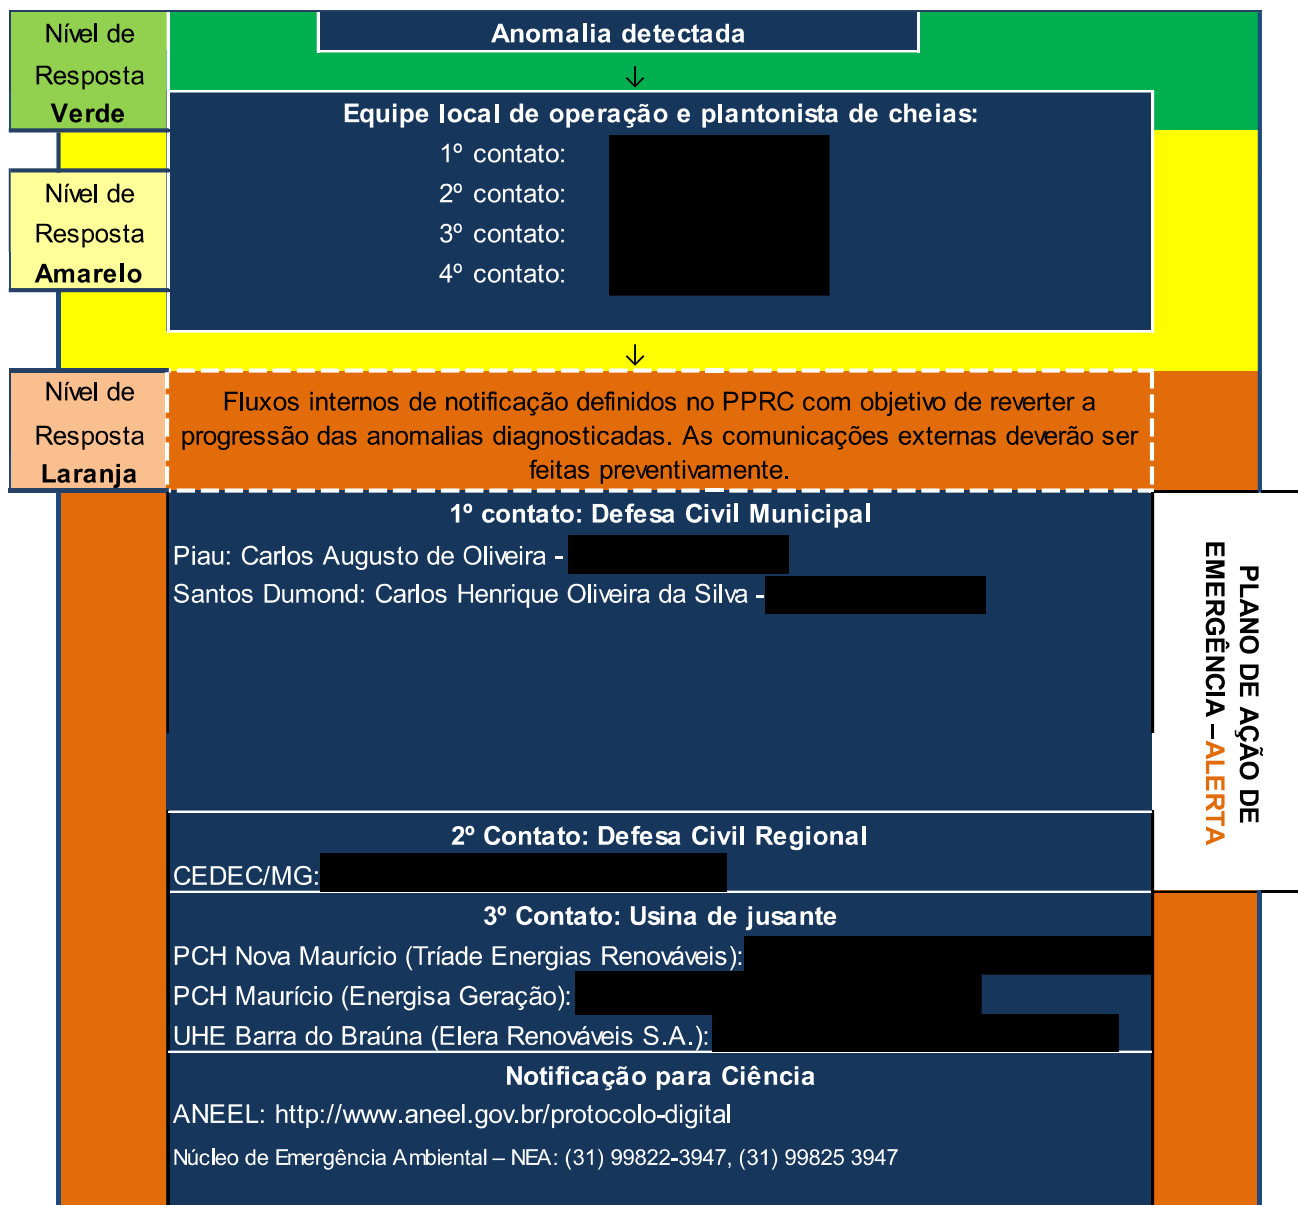 Nível de
Resposta
Verde
Anomalia detectada
↓
Equipe local de operação e plantonista de cheias:
1º contato:
2º contato:
3º contato:
4º contato:
Nível de
Resposta
Amarelo
↓
Nível de
Resposta
Laranja
Fluxos internos de notificação definidos no PPRC com objetivo de reverter a
progressão das anomalias diagnosticadas. As comunicações externas deverão ser
feitas preventivamente.
1º contato: Defesa Civil Municipal
Piau: Carlos Augusto de Oliveira -
Santos Dumond: Carlos Henrique Oliveira da Silva -
PLANO DE AÇÃO DE
EMERGÊNCIA –ALERTA
2º Contato: Defesa Civil Regional
CEDEC/MG:
3º Contato: Usina de jusante
PCH Nova Maurício (Tríade Energias Renováveis):
PCH Maurício (Energisa Geração):
UHE Barra do Braúna (Elera Renováveis S.A.):
Notificação para Ciência
ANEEL: http://www.aneel.gov.br/protocolo-digital
Núcleo de Emergência Ambiental – NEA: (31) 99822-3947, (31) 99825 3947